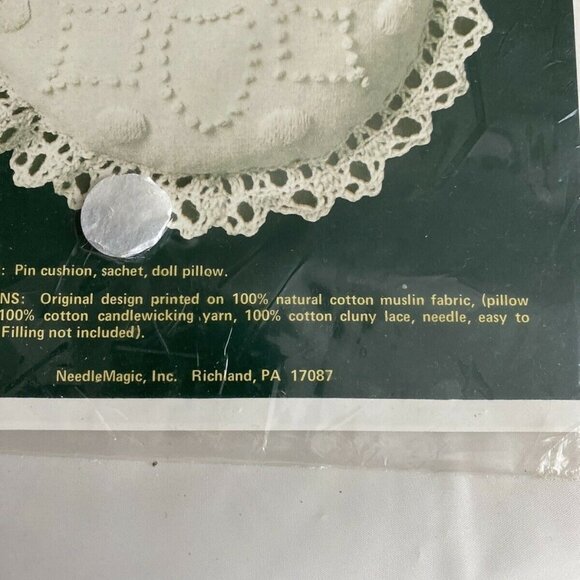 : Pin cushion, sachet, doll pillow.
NS: Original design printed on 100% natural cotton muslin fabric, (pillow
100% cotton candlewicking yarn, 100% cotton cluny lace, needle, easy to
Filling not included).
NeedleMagic, Inc. Richland, PA 17087